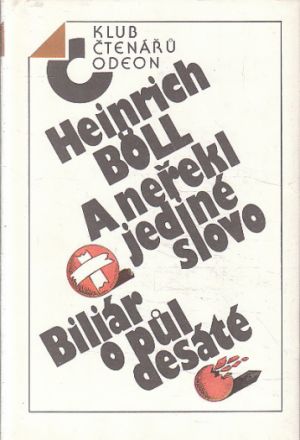 KLUB
ČTENÁŘŮ
ODEON
Heinrich
BÖLL
A neřekl
jediné
slovo
Biliár
o půl
desáté